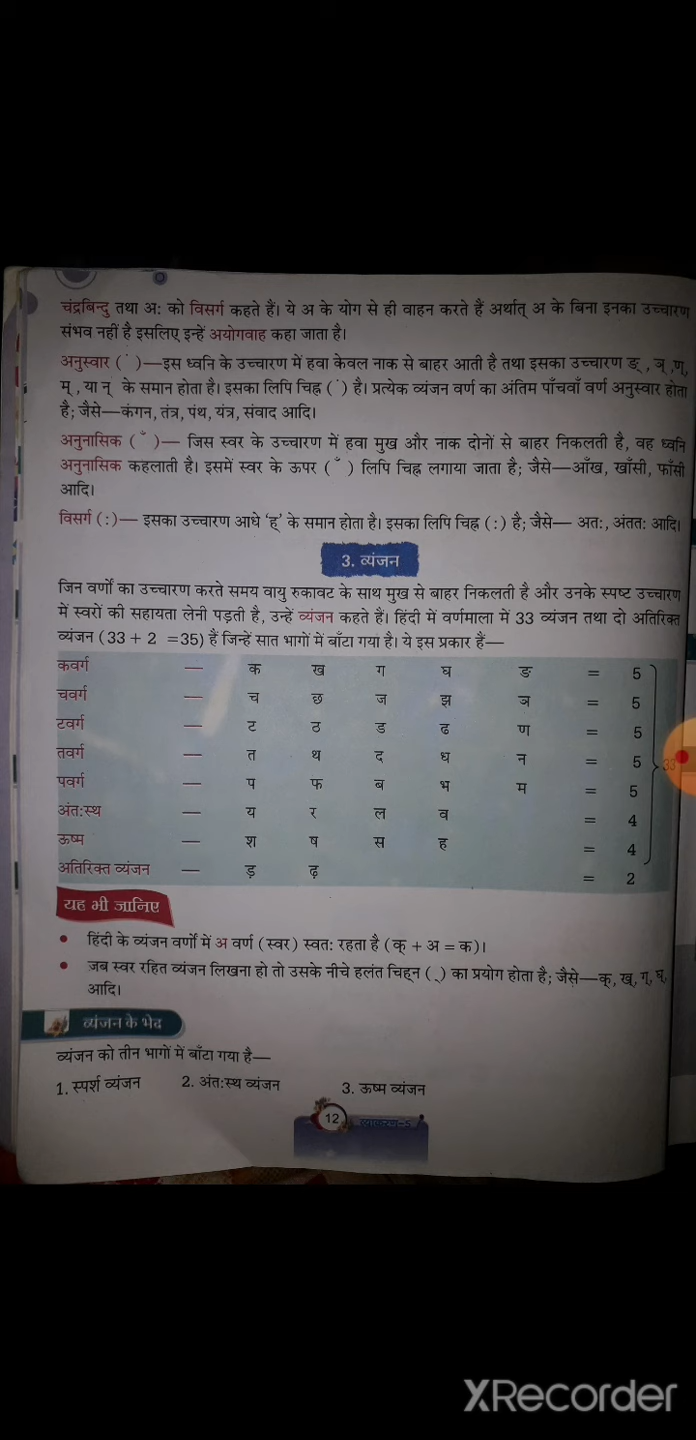 चंद्रबिन्दु तथा अः को विसर्ग कहते हैं। ये अ के योग से ही वाहन करते हैं अर्थात् अ के बिना इनका उच्चारण
संभव नहीं है इसलिए इन्हें अयोगवाह कहा जाता है।
अनुस्वार ( ं )—इस ध्वनि के उच्चारण में हवा केवल नाक से बाहर आती है तथा इसका उच्चारण ङ् , ञ् ,ण्,
म् , या न् के समान होता है। इसका लिपि चिह्न ( ं ) है। प्रत्येक व्यंजन वर्ण का अंतिम पाँचवाँ वर्ण अनुस्वार होता
है; जैसे—कंगन, तंत्र, पंथ, यंत्र, संवाद आदि।
अनुनासिक ( ँ )— जिस स्वर के उच्चारण में हवा मुख और नाक दोनों से बाहर निकलती है, वह ध्वनि
अनुनासिक कहलाती है। इसमें स्वर के ऊपर ( ँ ) लिपि चिह्न लगाया जाता है; जैसे—आँख, खाँसी, फाँसी
आदि।
विसर्ग (:)— इसका उच्चारण आधे ‘ह्’ के समान होता है। इसका लिपि चिह्न (:) है; जैसे— अतः, अंततः आदि।
3. व्यंजन
जिन वर्णों का उच्चारण करते समय वायु रुकावट के साथ मुख से बाहर निकलती है और उनके स्पष्ट उच्चारण
में स्वरों की सहायता लेनी पड़ती है, उन्हें व्यंजन कहते हैं। हिंदी में वर्णमाला में 33 व्यंजन तथा दो अतिरिक्त
व्यंजन (33 + 2 =35) हैं जिन्हें सात भागों में बाँटा गया है। ये इस प्रकार हैं—
कवर्ग — क ख ग घ ङ = 5
चवर्ग — च छ ज झ ञ = 5
टवर्ग — ट ठ ड ढ ण = 5
तवर्ग — त थ द ध न = 5 33
पवर्ग — प फ ब भ म = 5
अंतःस्थ — य र ल व = 4
ऊष्म — श ष स ह = 4
अतिरिक्त व्यंजन — ड़ ढ़ = 2
यह भी जानिए
• हिंदी के व्यंजन वर्णों में अ वर्ण (स्वर) स्वतः रहता है (क् + अ = क)।
• जब स्वर रहित व्यंजन लिखना हो तो उसके नीचे हलंत चिह्न ( ्) का प्रयोग होता है; जैसे—क्, ख्, ग्, घ्,
आदि।
व्यंजन के भेद
व्यंजन को तीन भागों में बाँटा गया है—
1. स्पर्श व्यंजन 2. अंतःस्थ व्यंजन 3. ऊष्म व्यंजन
12
XRecorder